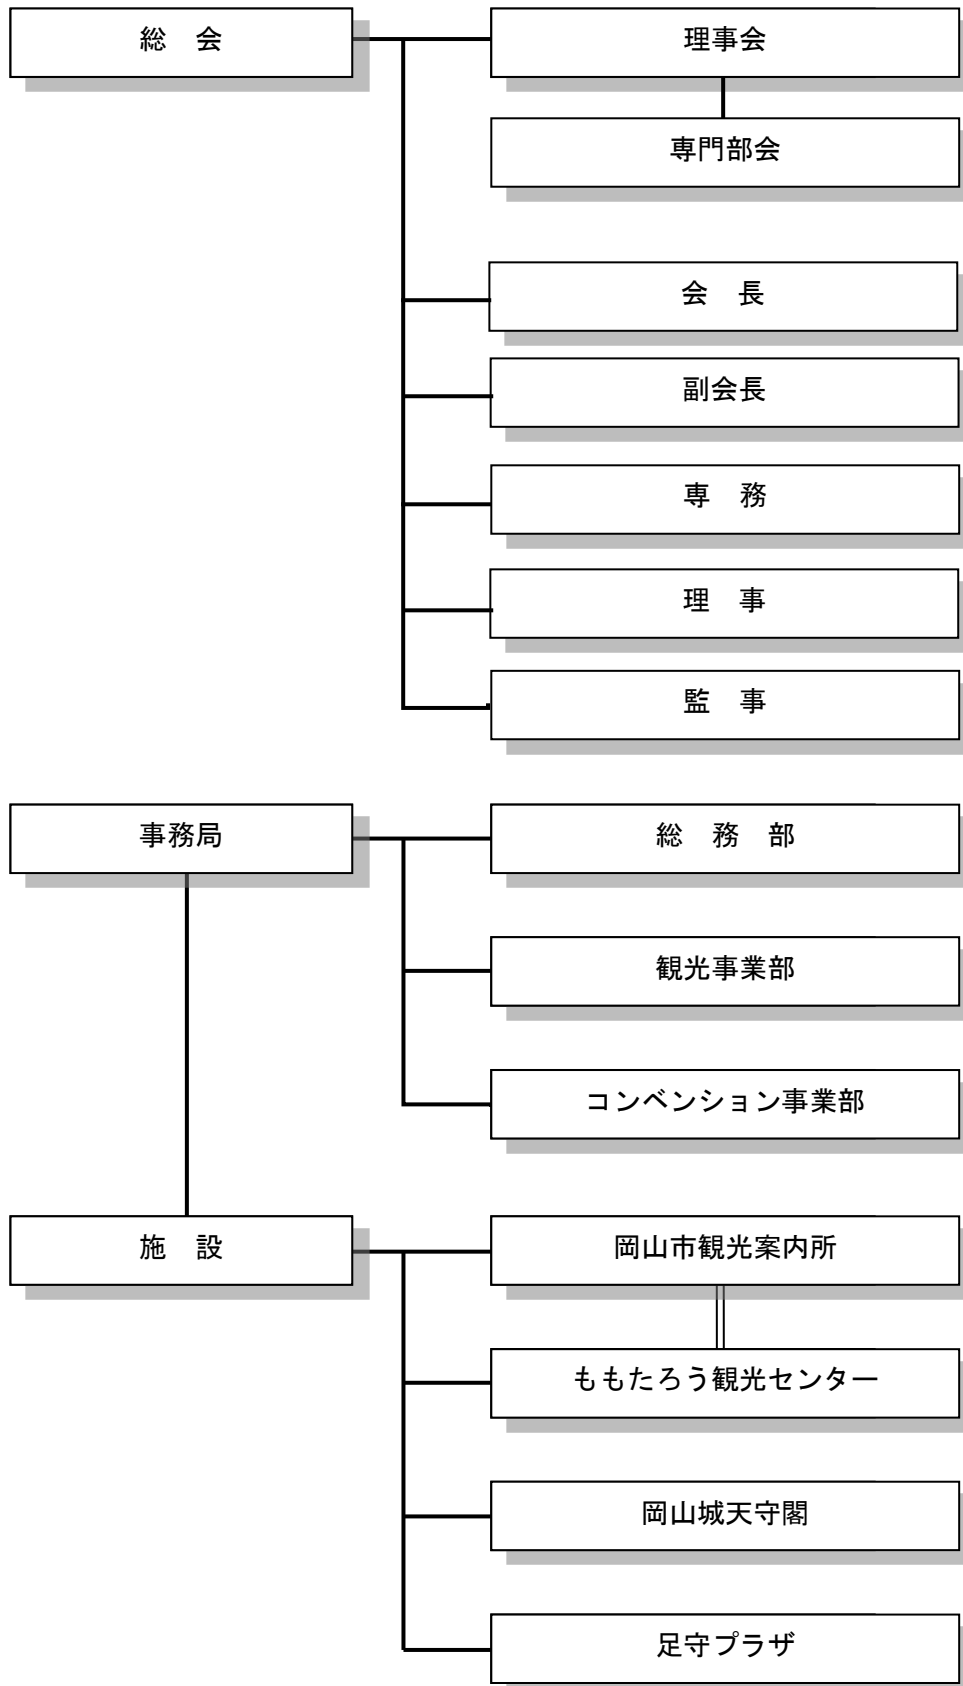 総　会
理事会
専門部会
会　長
副会長
専　務
理　事
監　事
事務局
総　務　部
観光事業部
コンベンション事業部
施　設
岡山市観光案内所
ももたろう観光センター
岡山城天守閣
足守プラザ